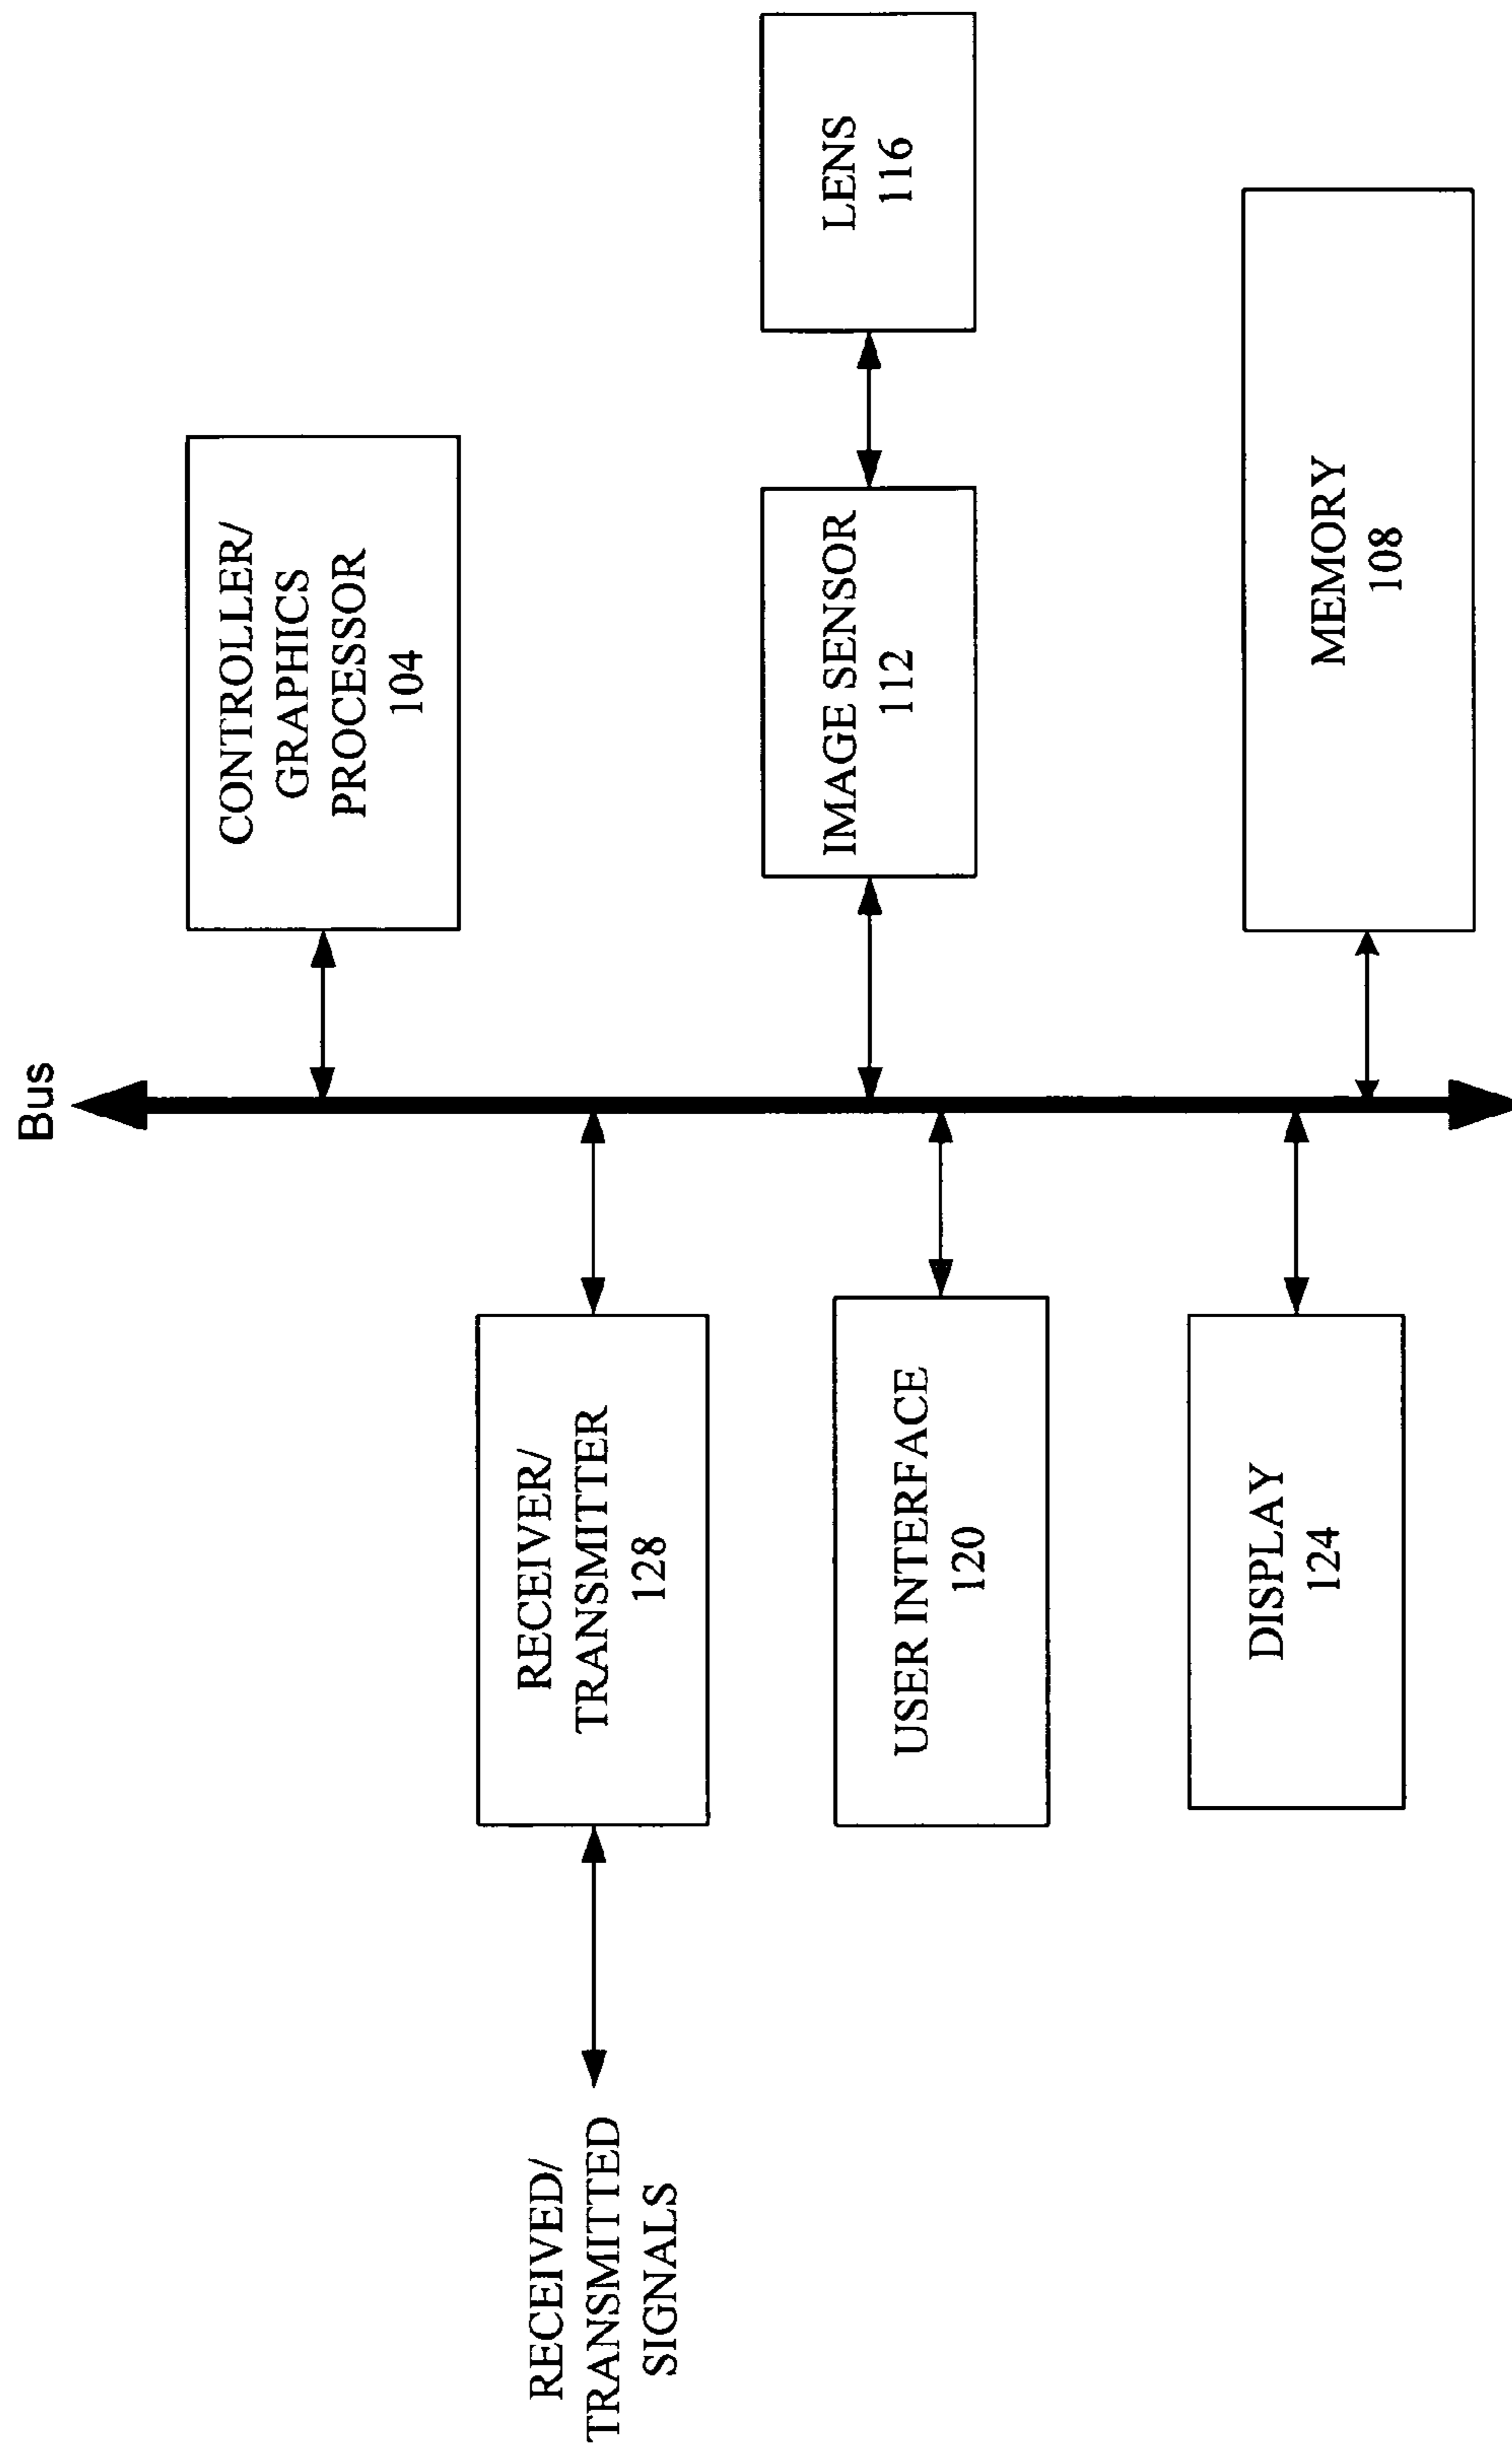 Bus
CONTROLLER/
GRAPHICS
PROCESSOR
104
RECEIVED/
TRANSMITTED
SIGNALS
RECEIVER/
TRANSMITTER
128
IMAGE SENSOR
112
LENS
116
USER INTERFACE
120
DISPLAY
124
MEMORY
108